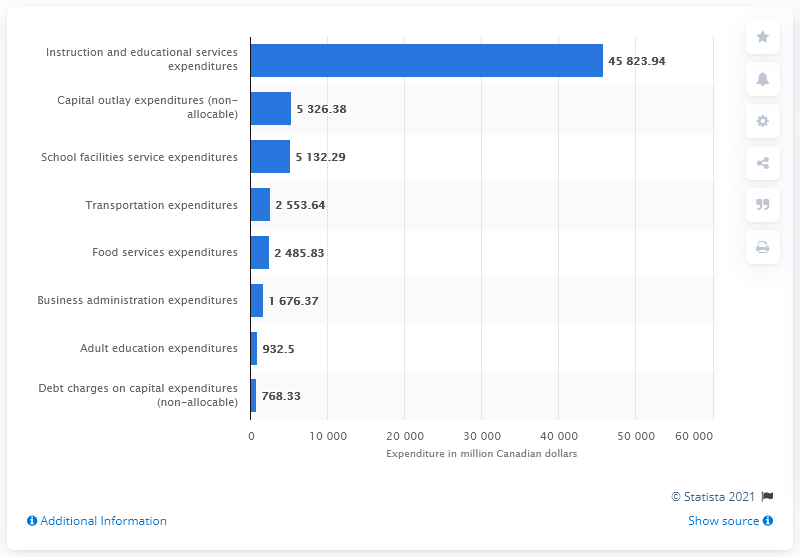 Instruction and educational services
expenditures
45 823.94
Capital outlay expenditures (non-
allocable)
5 326.38
School facilities service expenditures
5 132.29
Transportation expenditures
2 553.64
Food services expenditures
2 485.83
Business administration expenditures
1 676.37
Adult education expenditures
932.5
Debt charges on capital expenditures
(non-allocable)
768.33
0 10 000 20 000 30 000 40 000 50 000 60 000
Expenditure in million Canadian dollars
© Statista 2021
Additional Information
Show source